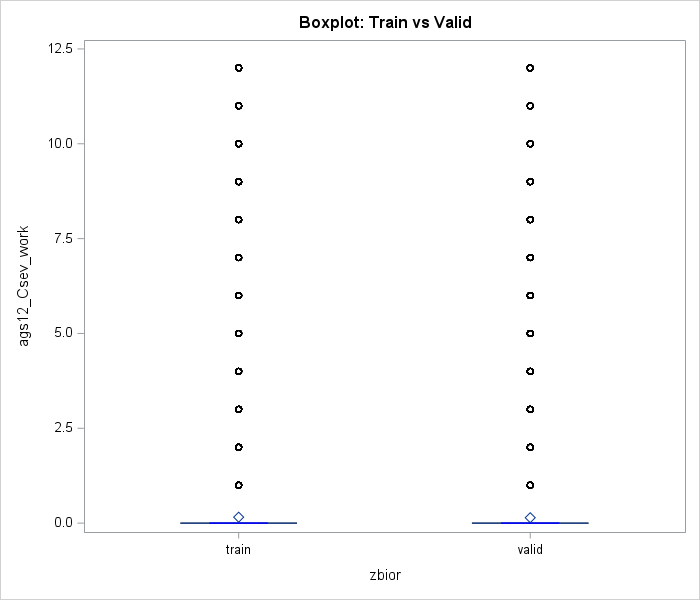 Boxplot: Train vs Valid
12.5
10.0
7.5
5.0
2.5
0.0
ags12_Csev_work
train
valid
zbior